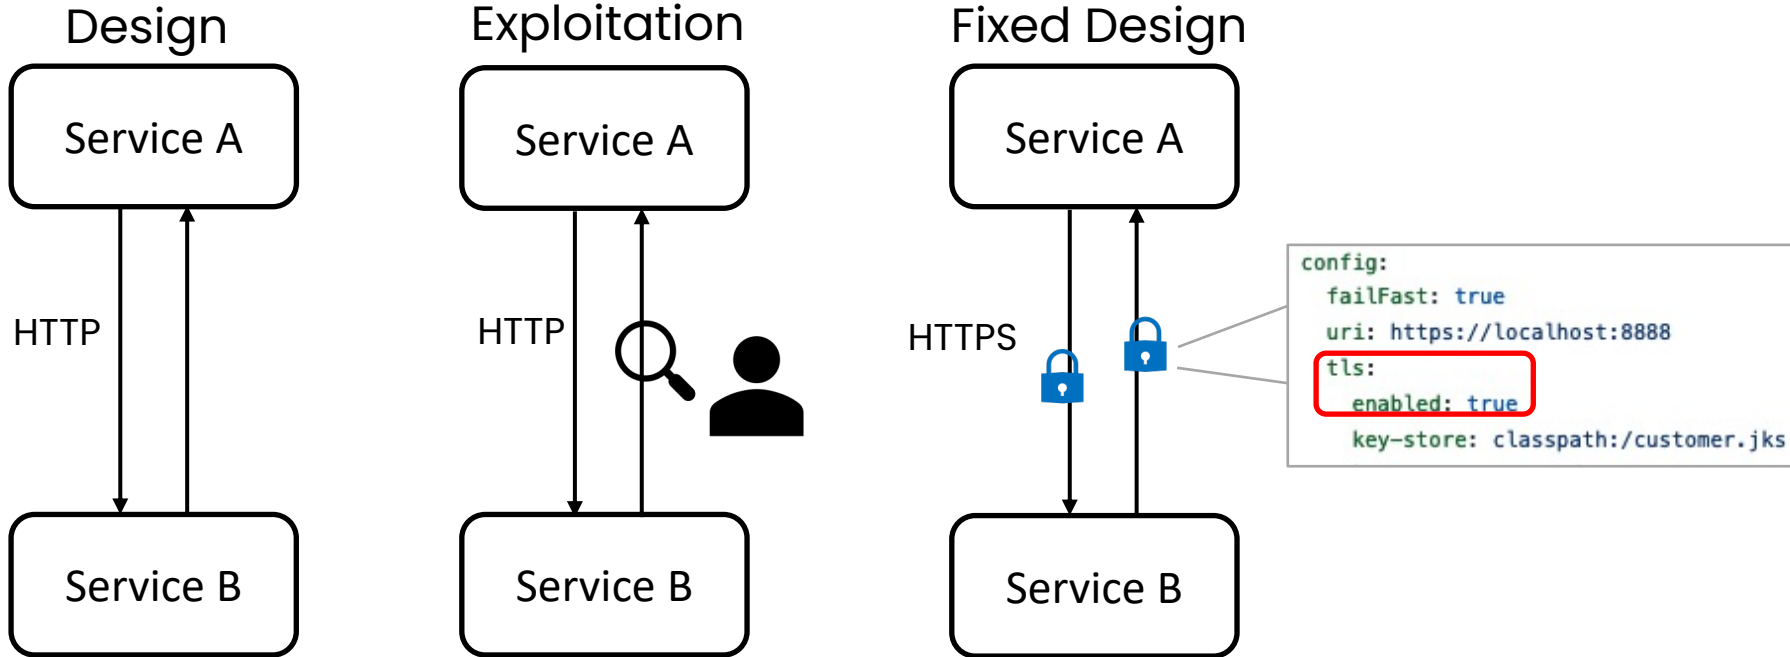 Design
Service A
HTTP
Service B
Exploitation
Service A
HTTP
Service B
Fixed Design
Service A
HTTPS
Service B
config:
failFast: true
uri: https://localhost:8888
tls:
enabled: true
key-store: classpath:/customer.jks